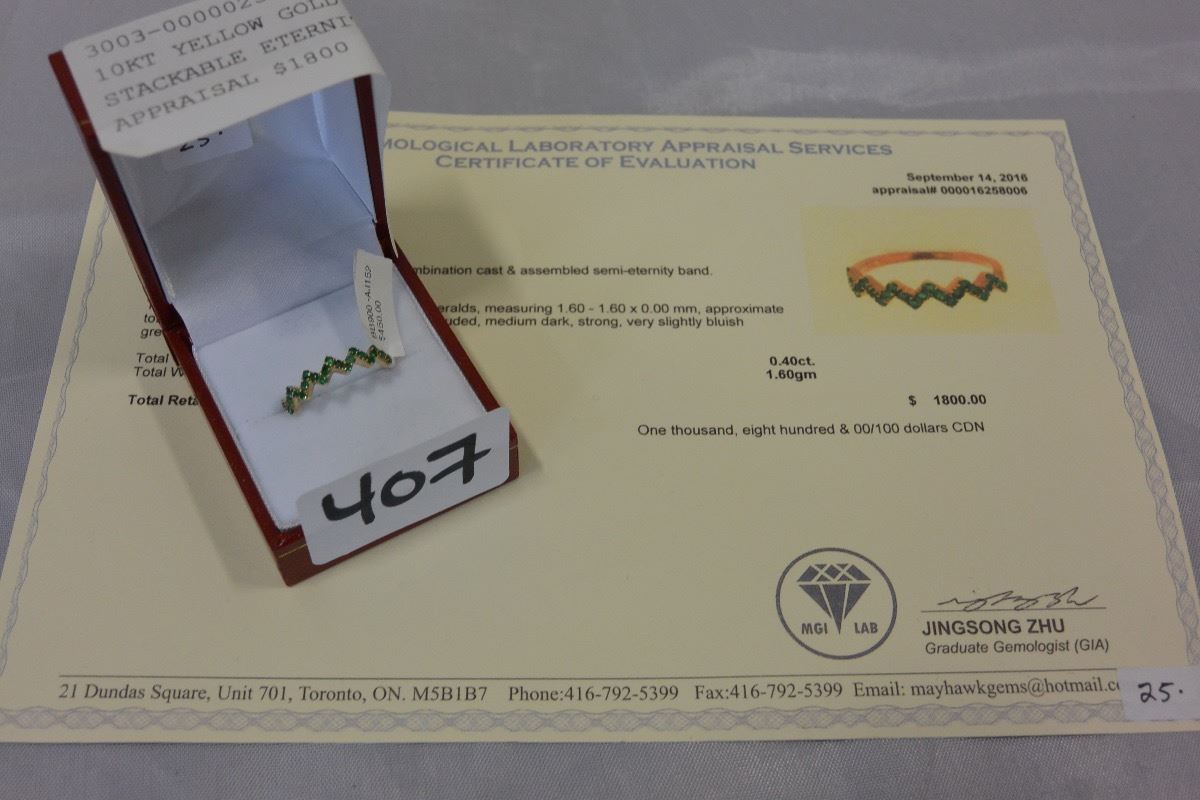 3003-000002
10KT YELLOW GOLD
STACKABLE ETERNI
APPRAISAL $1800
25
MOLOGICAL LABORATORY APPRAISAL SERVICES
CERTIFICATE OF EVALUATION
September 14, 2016
appraisal# 000016258006
mbination cast & assembled semi-eternity band.
eralds, measuring 1.60 - 1.60 x 0.00 mm, approximate
to
uded, medium dark, strong, very slightly bluish
gre
Total
0.40ct.
Total W
1.60gm
Total Reta
$ 1800.00
One thousand, eight hundred & 00/100 dollars CDN
$450.00
407
MGI LAB
JINGSONG ZHU
Graduate Gemologist (GIA)
21 Dundas Square, Unit 701, Toronto, ON. M5B1B7 Phone:416-792-5399 Fax:416-792-5399 Email: mayhawkgems@hotmail.c
25.